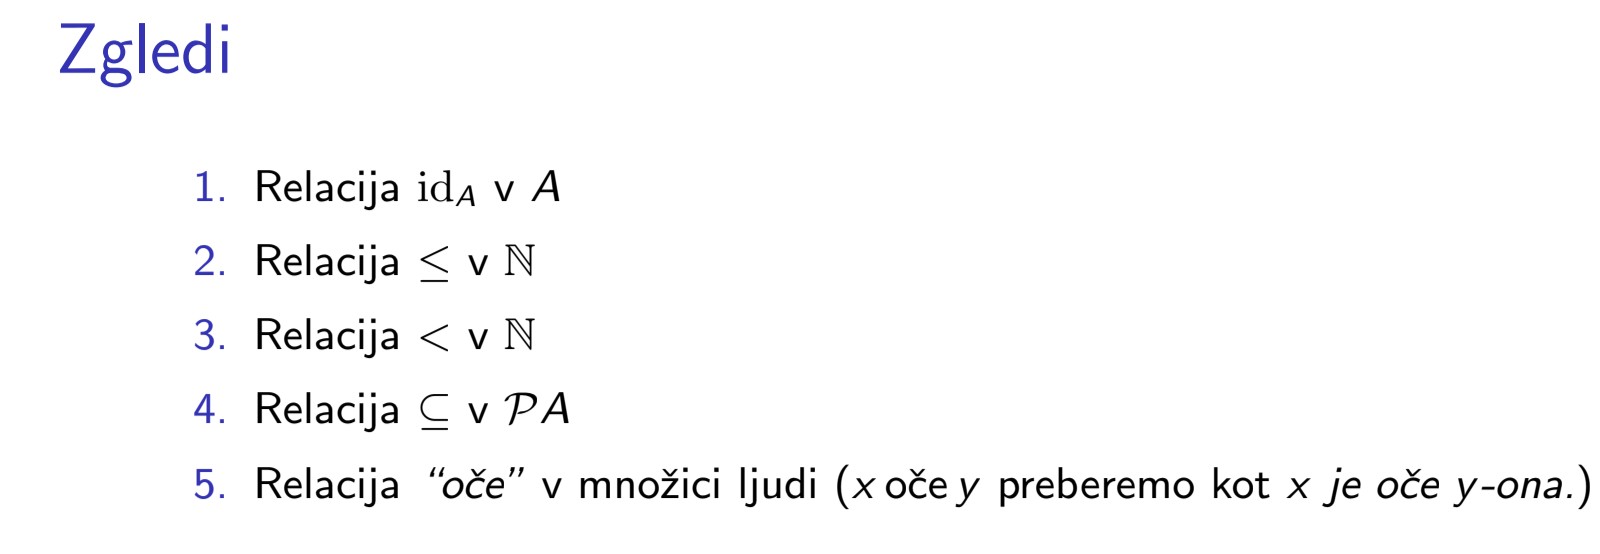 Zgledi
1. Relacija id_A v A
2. Relacija ≤ v ℕ
3. Relacija < v ℕ
4. Relacija ⊆ v 𝒫A
5. Relacija “oče” v množici ljudi (x oče y preberemo kot x je oče y-ona.)